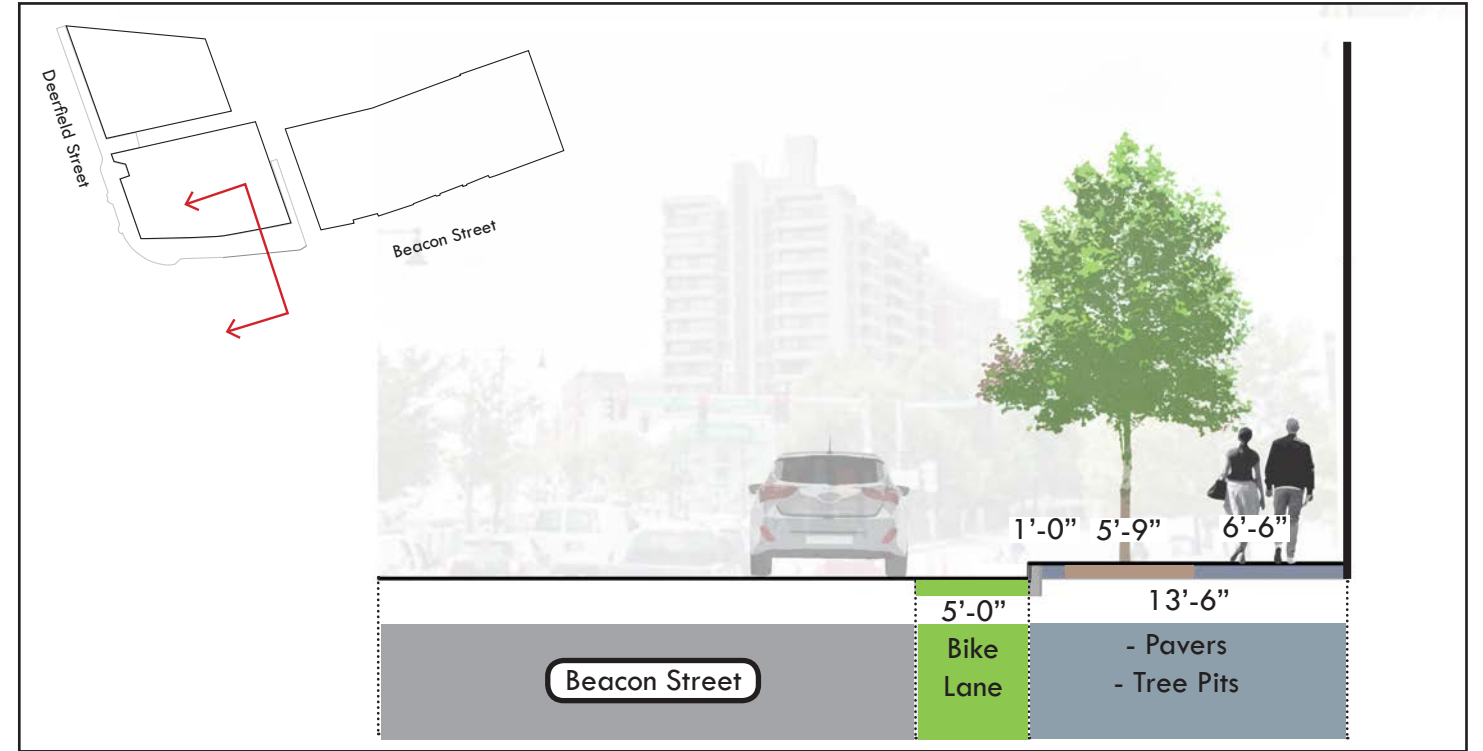 Deerfield Street
Beacon Street
1’-0” 5’-9” 6’-6”
5’-0”
13’-6”
Beacon Street
Bike
Lane
- Pavers
- Tree Pits